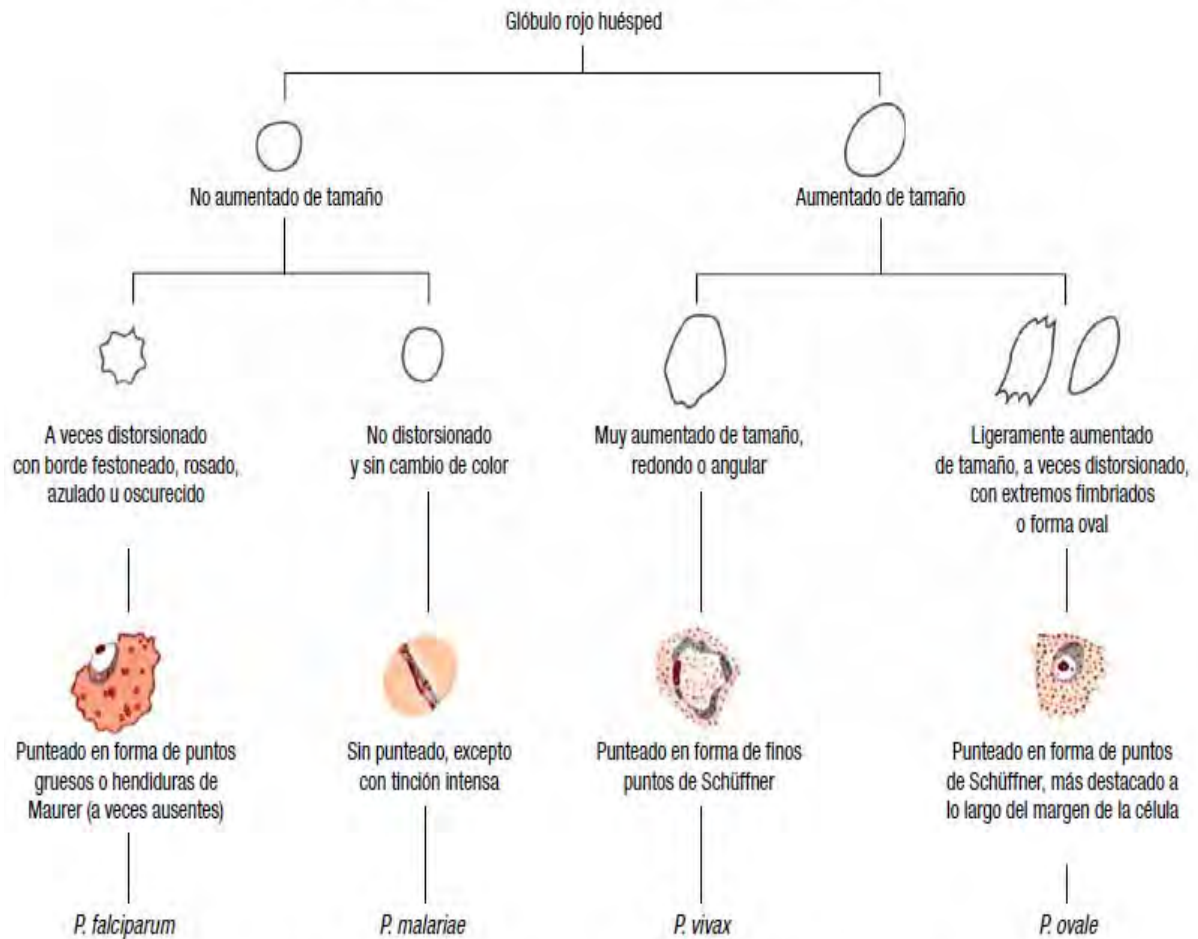 Glóbulo rojo huésped
No aumentado de tamaño
Aumentado de tamaño
A veces distorsionado
con borde festoneado, rosado,
azulado u oscurecido
No distorsionado
y sin cambio de color
Muy aumentado de tamaño,
redondo o angular
Ligeramente aumentado
de tamaño, a veces distorsionado,
con extremos fimbriados
o forma oval
Punteado en forma de puntos
gruesos o hendiduras de
Maurer (a veces ausentes)
Sin punteado, excepto
con tinción intensa
Punteado en forma de finos
puntos de Schüffner
Punteado en forma de puntos
de Schüffner, más destacado a
lo largo del margen de la célula
P. falciparum
P. malariae
P. vivax
P. ovale